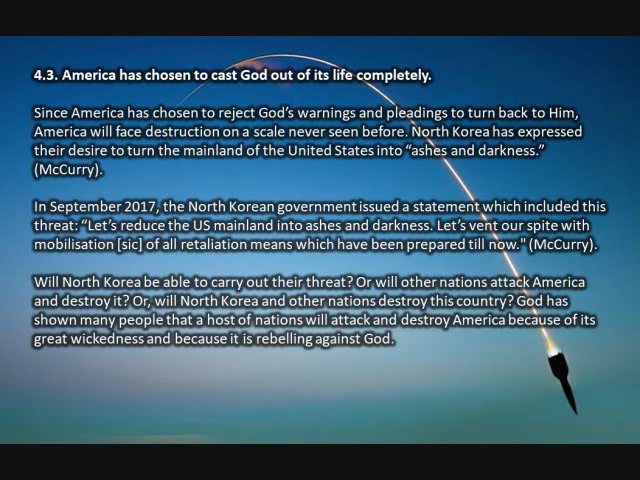 4.3. America has chosen to cast God out of its life completely.
Since America has chosen to reject God's warnings and pleadings to turn back to Him,
America will face destruction on a scale never seen before. North Korea has expressed
their desire to turn the mainland of the United States into “ashes and darkness.”
(McCurry).
In September 2017, the North Korean government issued a statement which included this
threat: “Let's reduce the US mainland into ashes and darkness. Let's vent our spite with
mobilisation [sic] of all retaliation means which have been prepared till now." (McCurry).
Will North Korea be able to carry out their threat? Or will other nations attack America
and destroy it? Or, will North Korea and other nations destroy this country? God has
shown many people that a host of nations will attack and destroy America because of its
great wickedness and because it is rebelling against God.